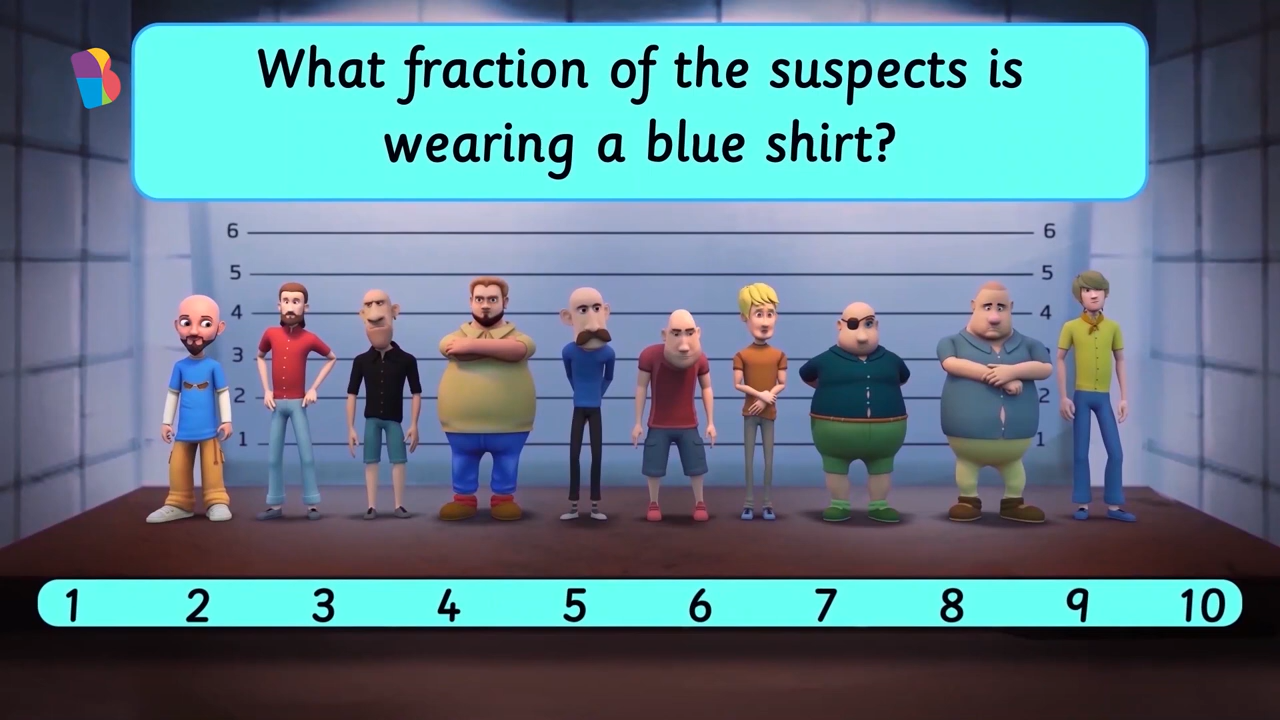 What fraction of the suspects is
wearing a blue shirt?
B
6 6
5 5
4 4
3 3
2 2
1 1
1 2 3 4 5 6 7 8 9 10